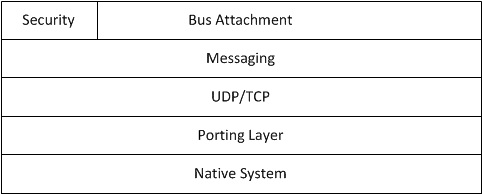 Security Bus Attachment
Messaging
UDP/TCP
Porting Layer
Native System